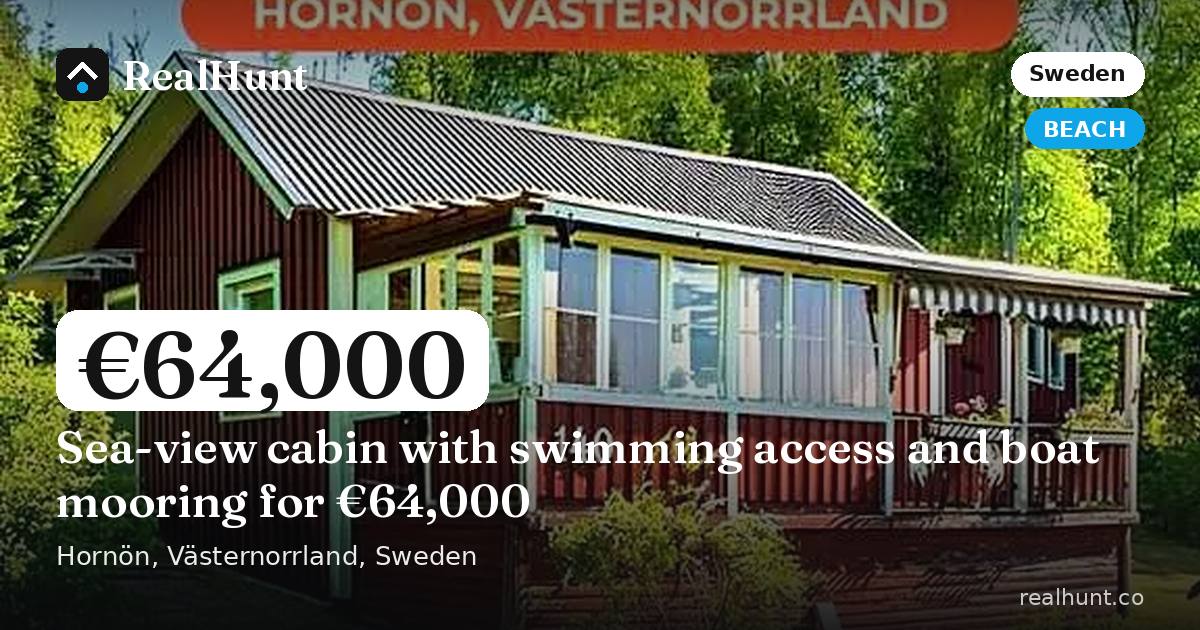 HORNÖN, VÄSTERNORRLAND
RealHunt
Sweden
BEACH
€64,000
Sea-view cabin with swimming access and boat
mooring for €64,000
Hornön, Västernorrland, Sweden
realhunt.co